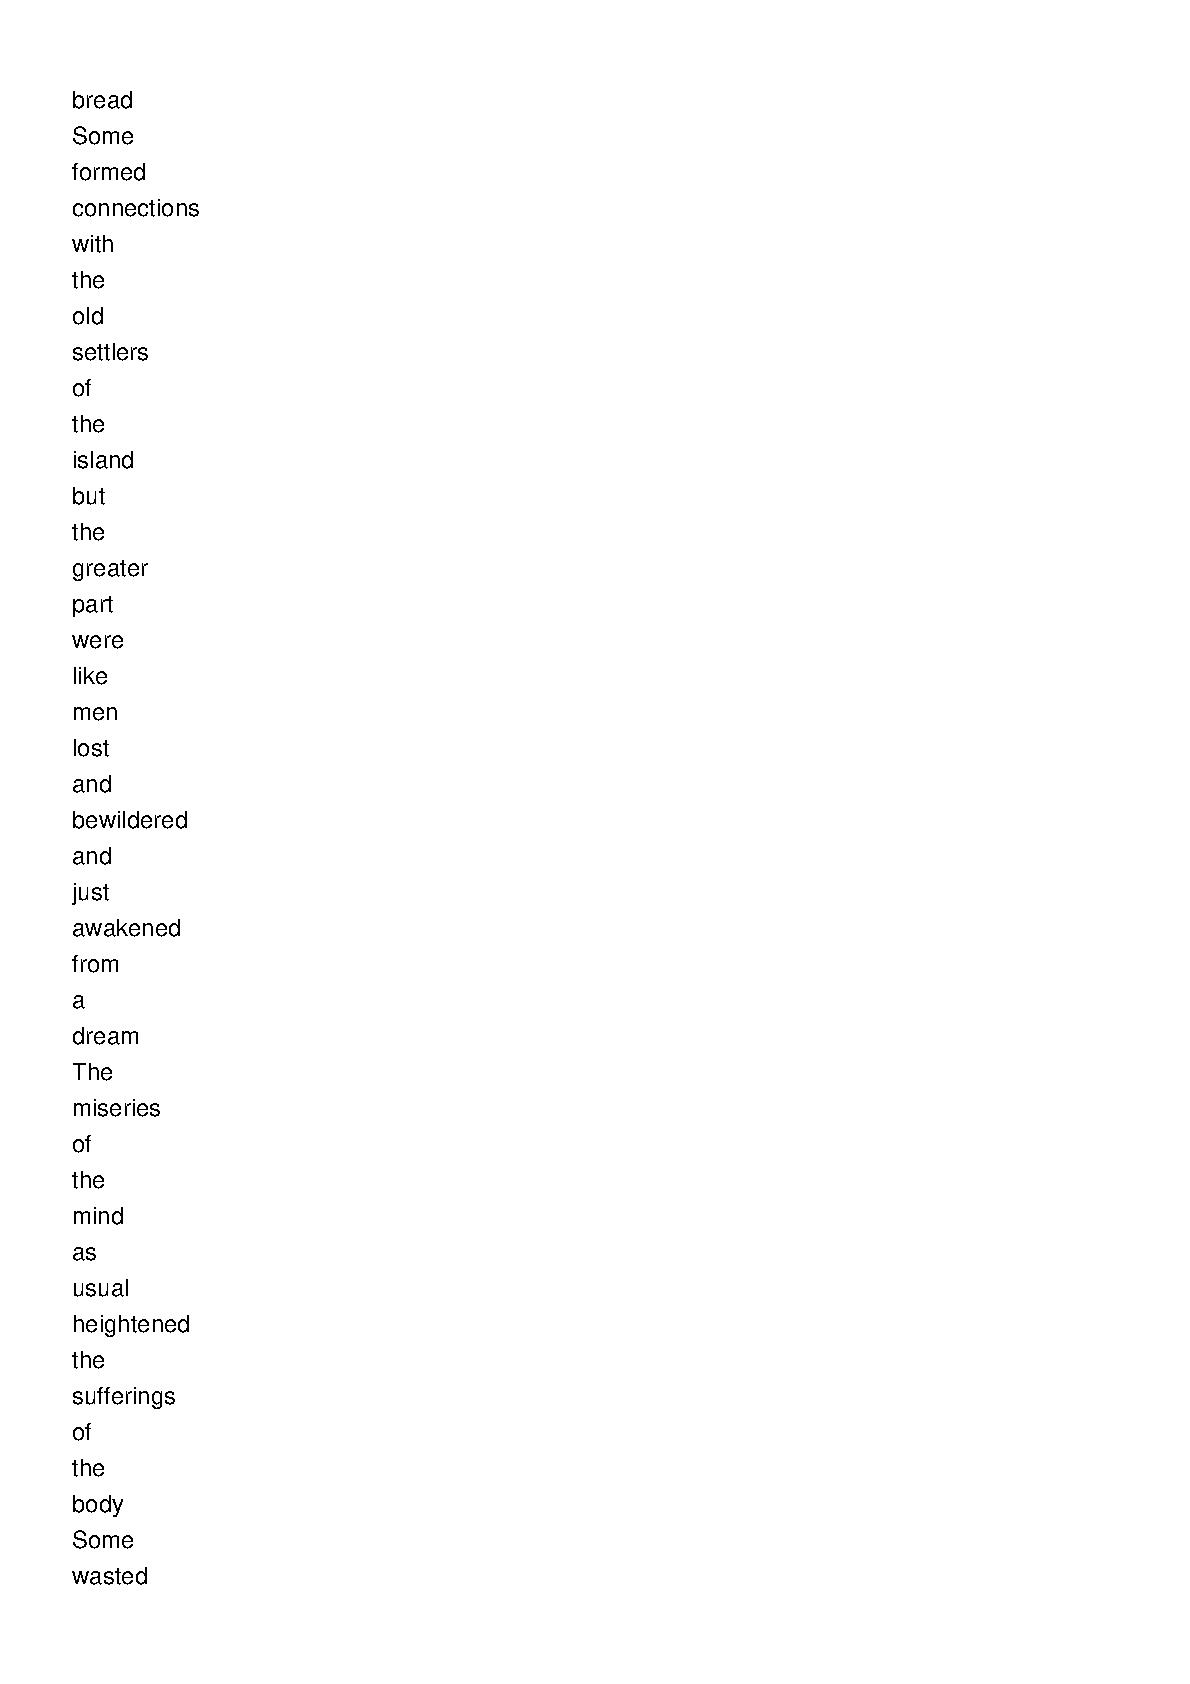 bread
Some
formed
connections
with
the
old
settlers
of
the
island
but
the
greater
part
were
like
men
lost
and
bewildered
and
just
awakened
from
a
dream
The
miseries
of
the
mind
as
usual
heightened
the
sufferings
of
the
body
Some
wasted